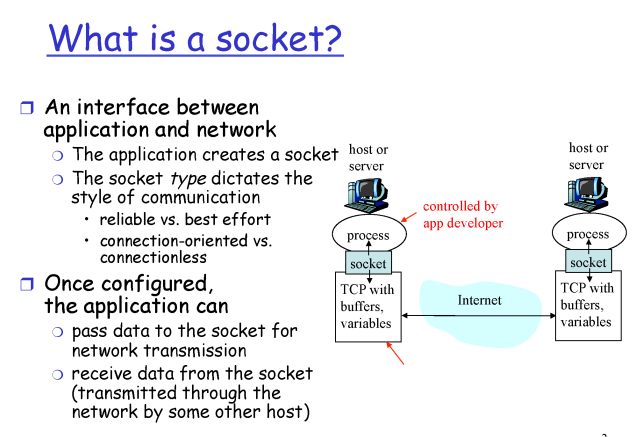 What is a socket?
❒ An interface between
application and network
❍ The application creates a socket
❍ The socket type dictates the
style of communication
• reliable vs. best effort
• connection-oriented vs.
connectionless
❒ Once configured,
the application can
❍ pass data to the socket for
network transmission
❍ receive data from the socket
(transmitted through the
network by some other host)
host or
server
controlled by
app developer
process
socket
TCP with
buffers,
variables
Internet
host or
server
process
socket
TCP with
buffers,
variables